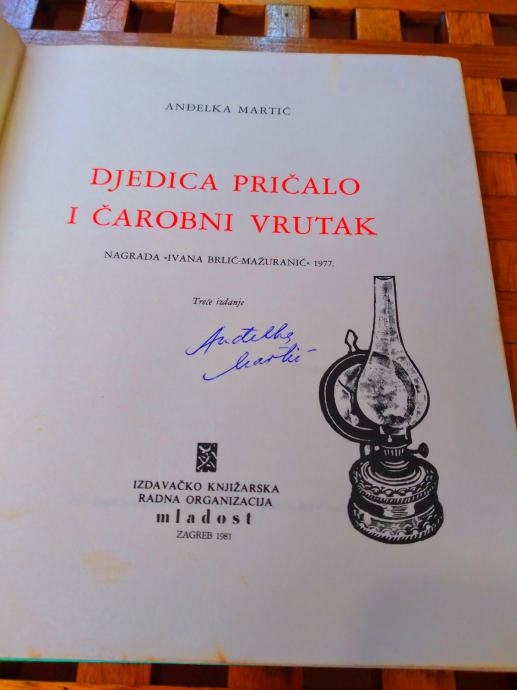 ANĐELKA MARTIĆ
DJEDICA PRIČALO
I ČAROBNI VRUTAK
NAGRADA »IVANA BRLIĆ-MAŽURANIĆ« 1977.
Treće izdanje
Anđelka
Martić
IZDAVAČKO KNJIŽARSKA
RADNA ORGANIZACIJA
mladost
ZAGREB 1981